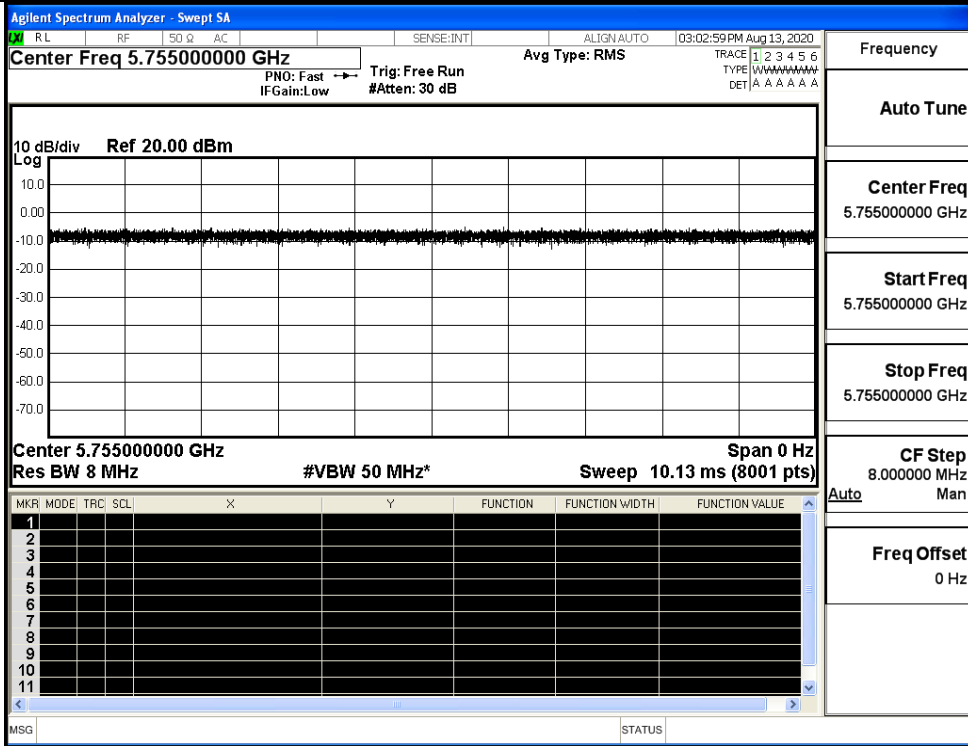 Agilent Spectrum Analyzer - Swept SA
LXI RL RF 50 Ω AC SENSE:INT ALIGN AUTO 03:02:59 PM Aug 13, 2020
Center Freq 5.755000000 GHz Avg Type: RMS TRACE 1 2 3 4 5 6
PNO: Fast Trig: Free Run TYPE WWWWWW
IFGain:Low #Atten: 30 dB DET A A A A A A
10 dB/div Ref 20.00 dBm
Log
10.0
0.00
-10.0
-20.0
-30.0
-40.0
-50.0
-60.0
-70.0
Center 5.755000000 GHz Span 0 Hz
Res BW 8 MHz #VBW 50 MHz* Sweep 10.13 ms (8001 pts)
MKR MODE TRC SCL X Y FUNCTION FUNCTION WIDTH FUNCTION VALUE
1
2
3
4
5
6
7
8
9
10
11
MSG STATUS
Frequency
Auto Tune
Center Freq
5.755000000 GHz
Start Freq
5.755000000 GHz
Stop Freq
5.755000000 GHz
CF Step
8.000000 MHz
Auto Man
Freq Offset
0 Hz